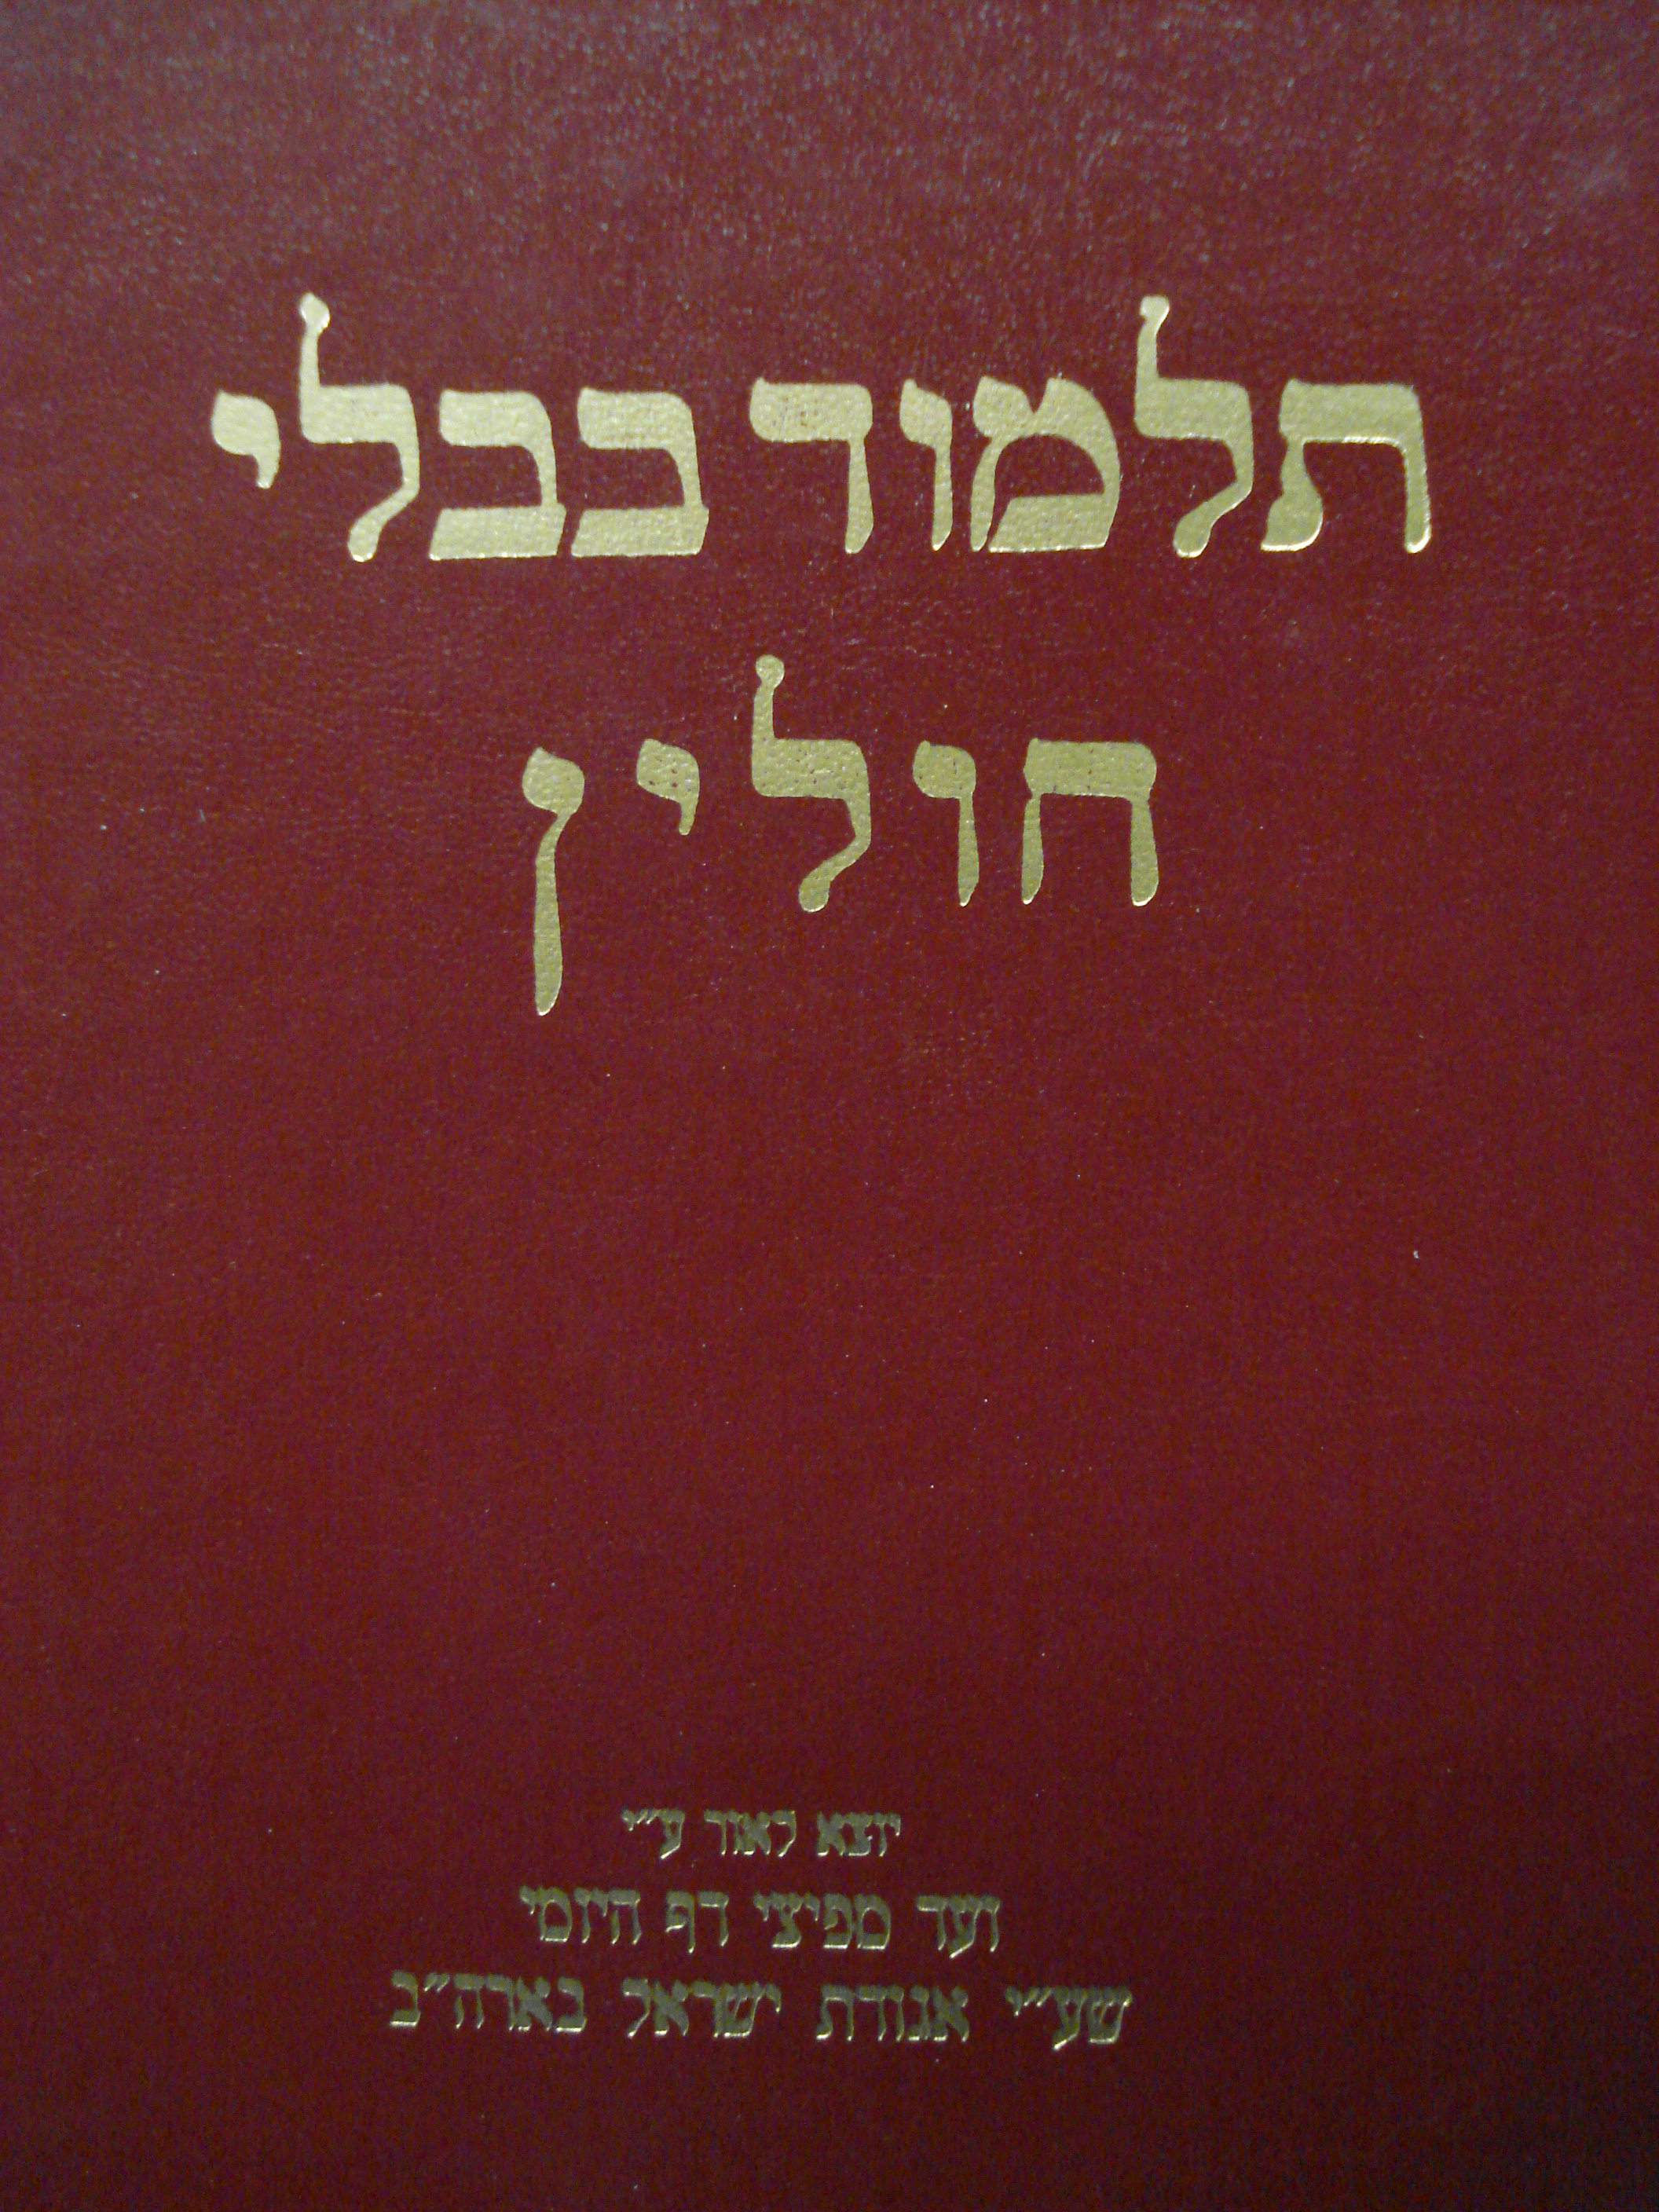 תלמוד בבלי
חולין
יוצא לאור ע״י
ועד מפיצי דף היומי
שע״י אגודת ישראל בארה״ב